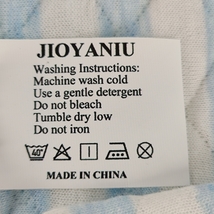 JIOYANIU
Washing Instructions:
Machine wash cold
Use a gentle detergent
Do not bleach
Tumble dry low
Do not iron
40°
MADE IN CHINA